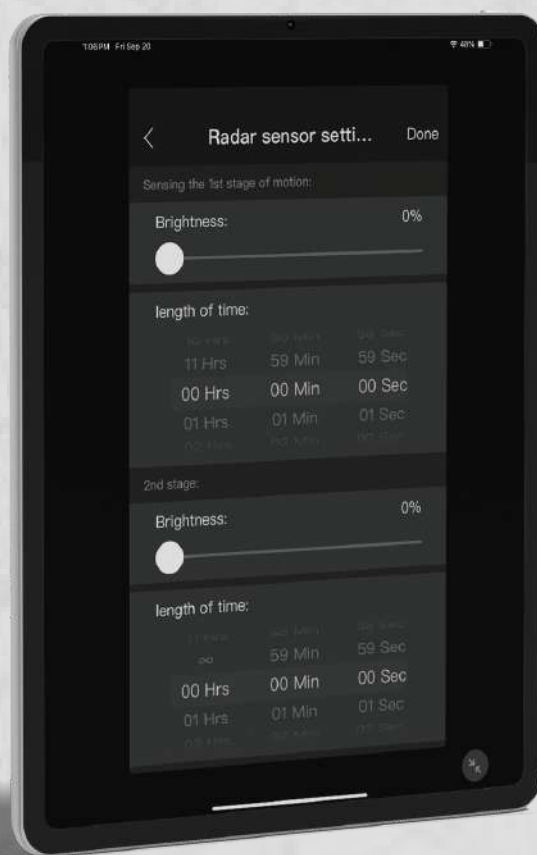 7:06 PM Fri Sep 20 48%
Radar sensor setti... Done
Sensing the 1st stage of motion:
Brightness: 0%
length of time:
11 Hrs 59 Min 59 Sec
00 Hrs 00 Min 00 Sec
01 Hrs 01 Min 01 Sec
2nd stage:
Brightness: 0%
length of time:
∞ 59 Min 59 Sec
00 Hrs 00 Min 00 Sec
01 Hrs 01 Min 01 Sec